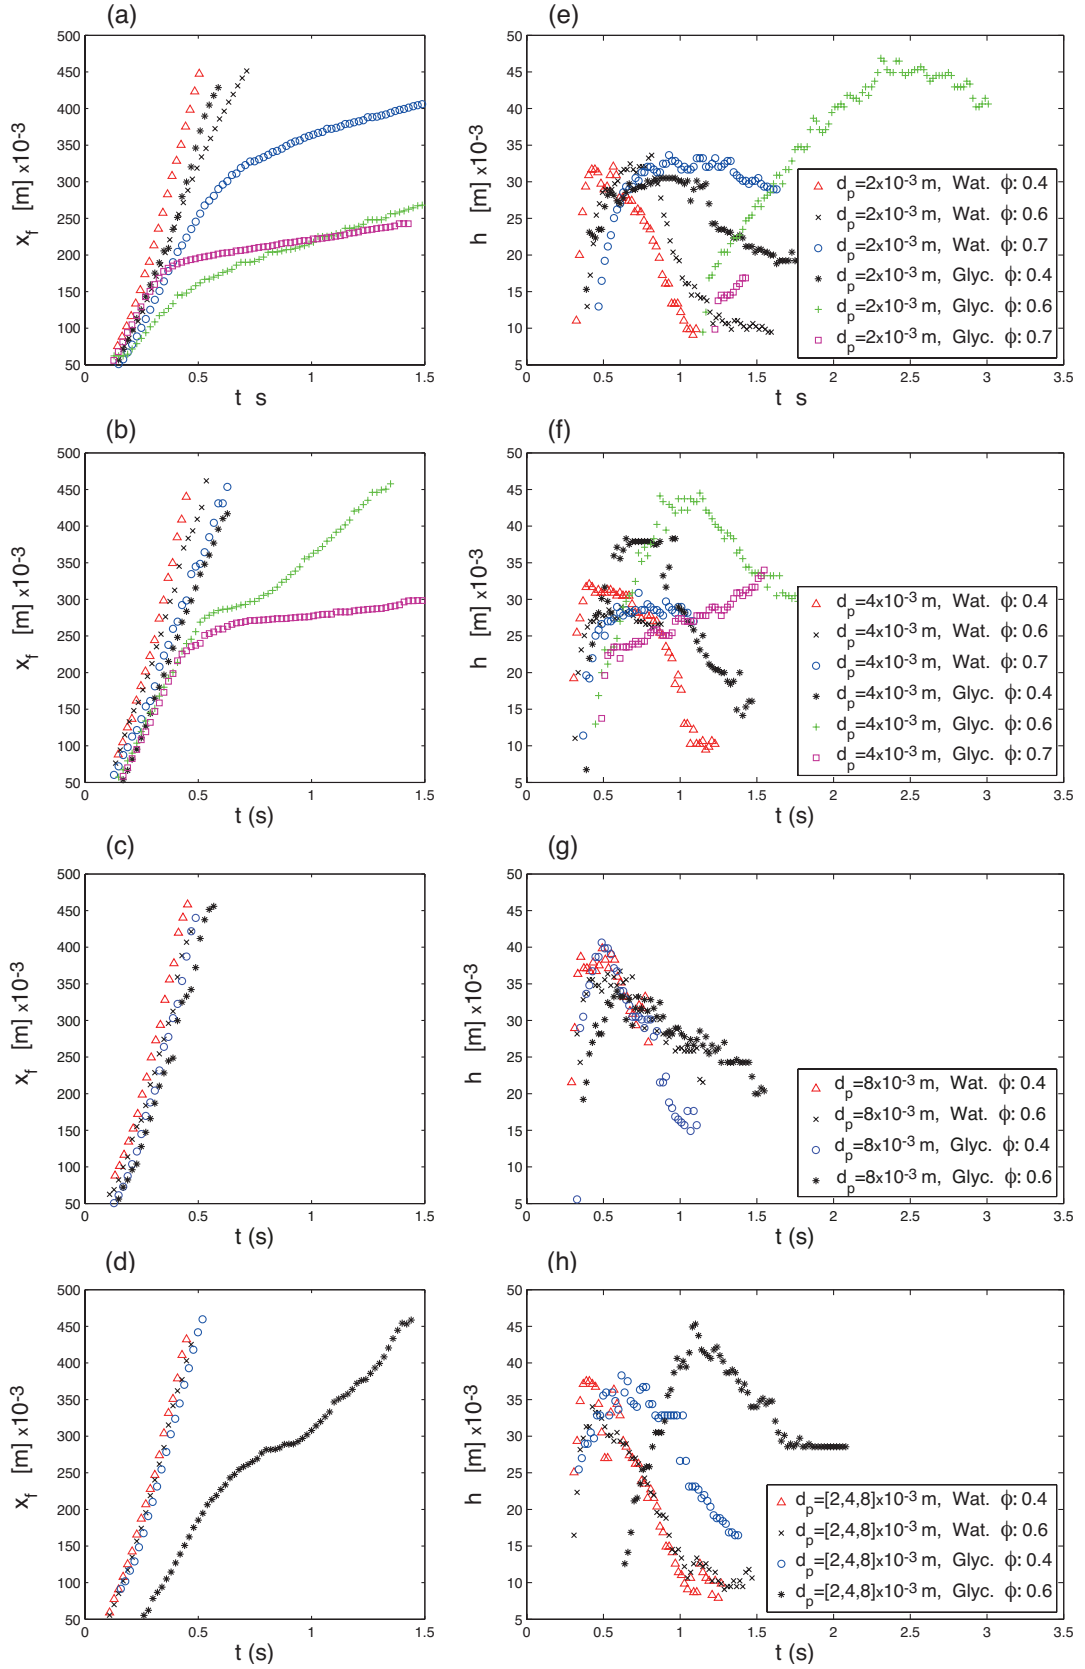 (a)
500
450
400
350
300
250
200
150
100
50
0
0.5
1
1.5
x_f [m] x10-3
t s
(e)
50
45
40
35
30
25
20
15
10
5
0
0.5
1
1.5
2
2.5
3
3.5
h [m] x10-3
t s
d_p=2x10-3 m, Wat. ϕ: 0.4
d_p=2x10-3 m, Wat. ϕ: 0.6
d_p=2x10-3 m, Wat. ϕ: 0.7
d_p=2x10-3 m, Glyc. ϕ: 0.4
d_p=2x10-3 m, Glyc. ϕ: 0.6
d_p=2x10-3 m, Glyc. ϕ: 0.7
(b)
500
450
400
350
300
250
200
150
100
50
0
0.5
1
1.5
x_f [m] x10-3
t (s)
(f)
50
45
40
35
30
25
20
15
10
5
0
0.5
1
1.5
2
2.5
3
3.5
h [m] x10-3
t (s)
d_p=4x10-3 m, Wat. ϕ: 0.4
d_p=4x10-3 m, Wat. ϕ: 0.6
d_p=4x10-3 m, Wat. ϕ: 0.7
d_p=4x10-3 m, Glyc. ϕ: 0.4
d_p=4x10-3 m, Glyc. ϕ: 0.6
d_p=4x10-3 m, Glyc. ϕ: 0.7
(c)
500
450
400
350
300
250
200
150
100
50
0
0.5
1
1.5
x_f [m] x10-3
t (s)
(g)
50
45
40
35
30
25
20
15
10
5
0
0.5
1
1.5
2
2.5
3
3.5
h [m] x10-3
t (s)
d_p=8x10-3 m, Wat. ϕ: 0.4
d_p=8x10-3 m, Wat. ϕ: 0.6
d_p=8x10-3 m, Glyc. ϕ: 0.4
d_p=8x10-3 m, Glyc. ϕ: 0.6
(d)
500
450
400
350
300
250
200
150
100
50
0
0.5
1
1.5
x_f [m] x10-3
t (s)
(h)
50
45
40
35
30
25
20
15
10
5
0
0.5
1
1.5
2
2.5
3
3.5
h [m] x10-3
t (s)
d_p=[2,4,8]x10-3 m, Wat. ϕ: 0.4
d_p=[2,4,8]x10-3 m, Wat. ϕ: 0.6
d_p=[2,4,8]x10-3 m, Glyc. ϕ: 0.4
d_p=[2,4,8]x10-3 m, Glyc. ϕ: 0.6